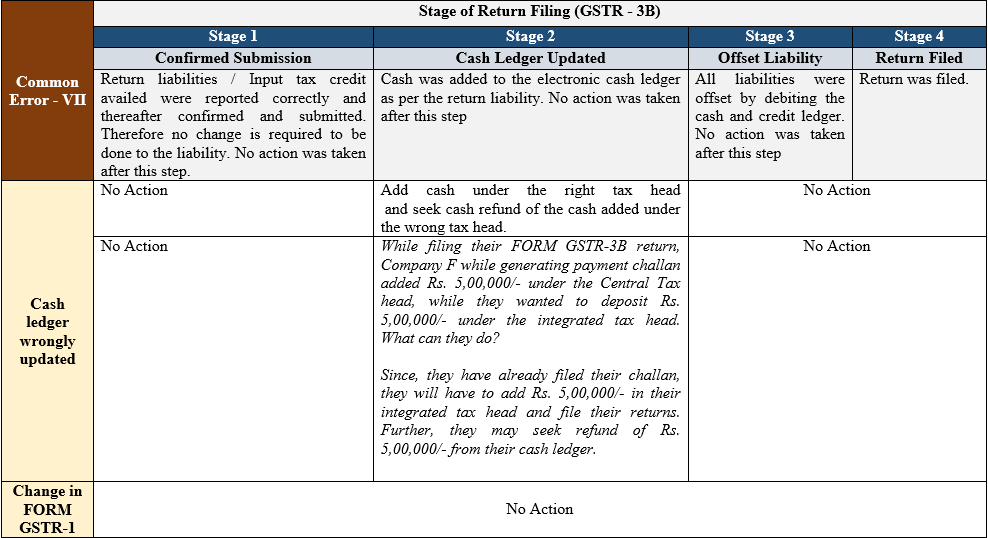 Stage of Return Filing (GSTR - 3B)
Common
Error - VII
Stage 1
Stage 2
Stage 3
Stage 4
Confirmed Submission
Cash Ledger Updated
Offset Liability
Return Filed
Return liabilities / Input tax credit
availed were reported correctly and
thereafter confirmed and submitted.
Therefore no change is required to be
done to the liability. No action was taken
after this step.
Cash was added to the electronic cash ledger
as per the return liability. No action was taken
after this step
All liabilities were
offset by debiting the
cash and credit ledger.
No action was taken
after this step
Return was filed.
Cash
ledger
wrongly
updated
No Action
Add cash under the right tax head
and seek cash refund of the cash added under
the wrong tax head.
No Action
No Action
While filing their FORM GSTR-3B return,
Company F while generating payment challan
added Rs. 5,00,000/- under the Central Tax
head, while they wanted to deposit Rs.
5,00,000/- under the integrated tax head.
What can they do?
Since, they have already filed their challan,
they will have to add Rs. 5,00,000/- in their
integrated tax head and file their returns.
Further, they may seek refund of Rs.
5,00,000/- from their cash ledger.
No Action
Change in
FORM
GSTR-1
No Action